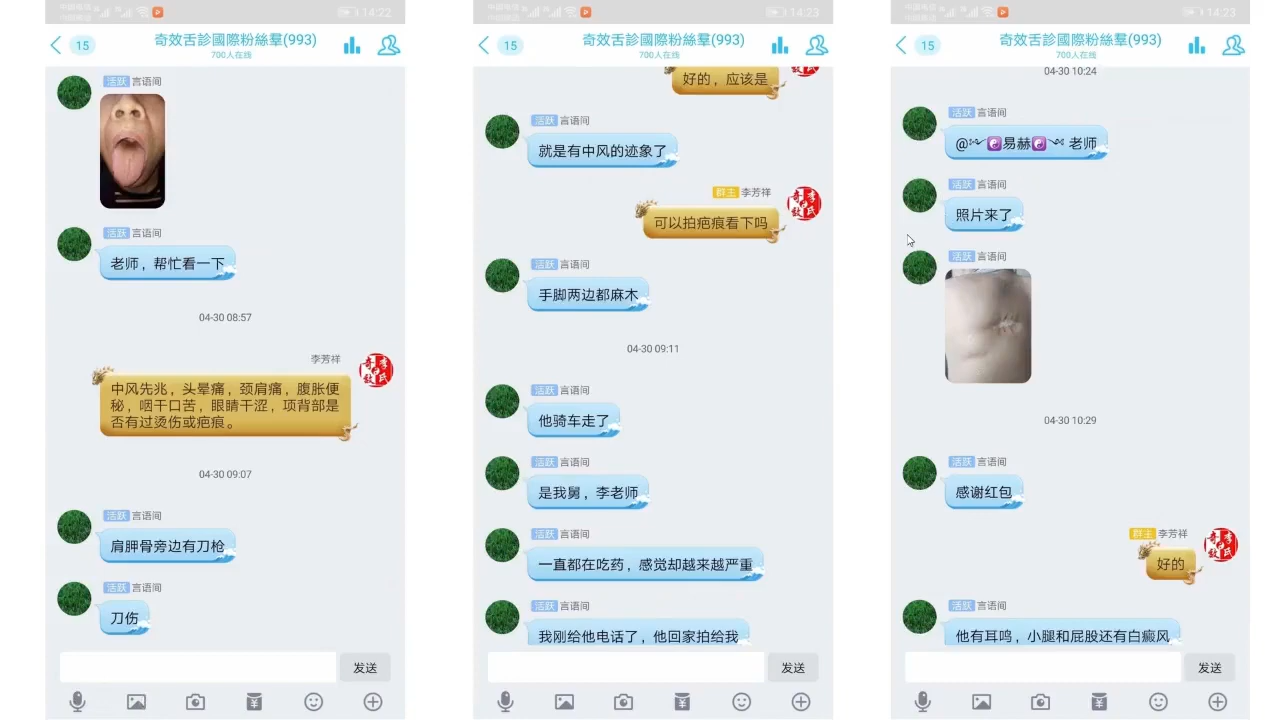 14:22
15
奇效舌診國際粉絲羣(993)
700人在线
活跃 言语间
活跃 言语间
老师，帮忙看一下
04-30 08:57
李芳祥
中风先兆，头晕痛，颈肩痛，腹胀便
秘，咽干口苦，眼睛干涩，项背部是
否有过烫伤或疤痕。
04-30 09:07
活跃 言语间
肩胛骨旁边有刀枪
活跃 言语间
刀伤
发送
14:23
15
奇效舌診國際粉絲羣(993)
700人在线
好的，应该是
活跃 言语间
就是有中风的迹象了
群主 李芳祥
可以拍疤痕看下吗
活跃 言语间
手脚两边都麻木
04-30 09:11
活跃 言语间
他骑车走了
活跃 言语间
是我舅，李老师
活跃 言语间
一直都在吃药，感觉却越来越严重
活跃 言语间
我刚给他电话了，他回家拍给我
发送
14:23
15
奇效舌診國際粉絲羣(993)
700人在线
04-30 10:24
活跃 言语间
@易赫 老师
活跃 言语间
照片来了
活跃 言语间
04-30 10:29
活跃 言语间
感谢红包
群主 李芳祥
好的
活跃 言语间
他有耳鸣，小腿和屁股还有白癜风
发送